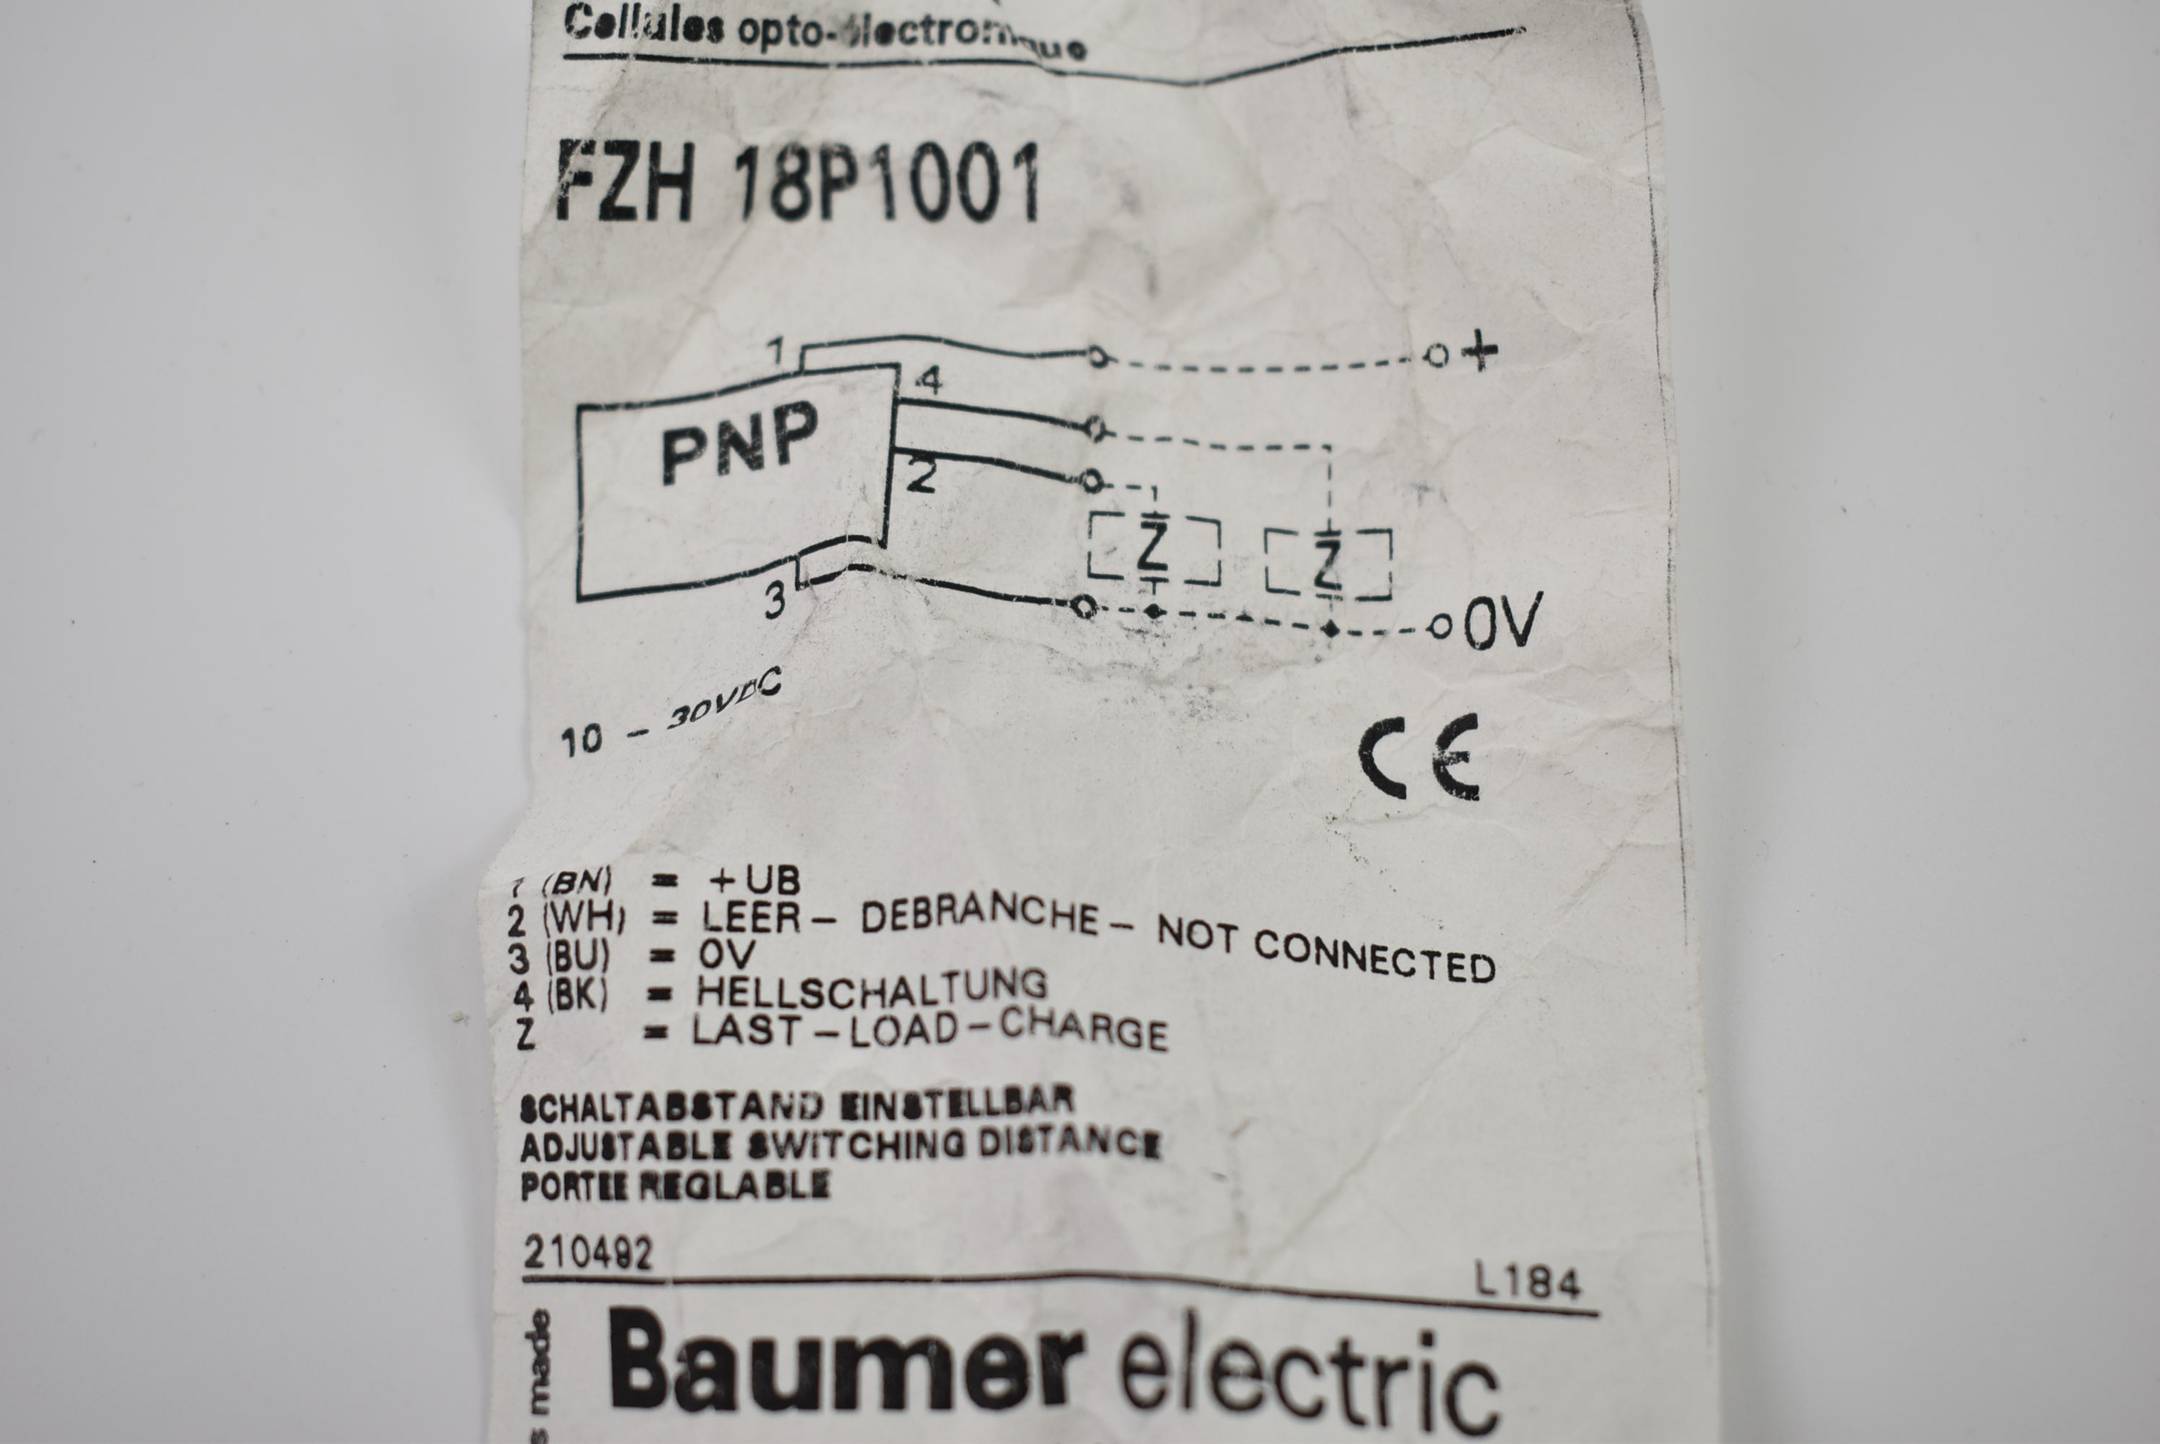 Cellules opto-électronique
FZH 18P1001
1
+
4
PNP
2
Z
Z
3
0V
10 - 30VDC
CE
1 (BN) = +UB
2 (WH) = LEER - DEBRANCHE - NOT CONNECTED
3 (BU) = 0V
4 (BK) = HELLSCHALTUNG
Z = LAST-LOAD-CHARGE
SCHALTABSTAND EINSTELLBAR
ADJUSTABLE SWITCHING DISTANCE
PORTEE REGLABLE
210492
L184
made
Baumer electric